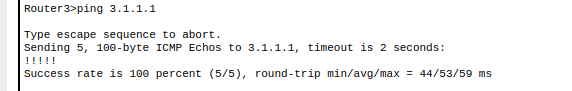 Router3>ping 3.1.1.1
Type escape sequence to abort.
Sending 5, 100-byte ICMP Echos to 3.1.1.1, timeout is 2 seconds:
!!!!!
Success rate is 100 percent (5/5), round-trip min/avg/max = 44/53/59 ms